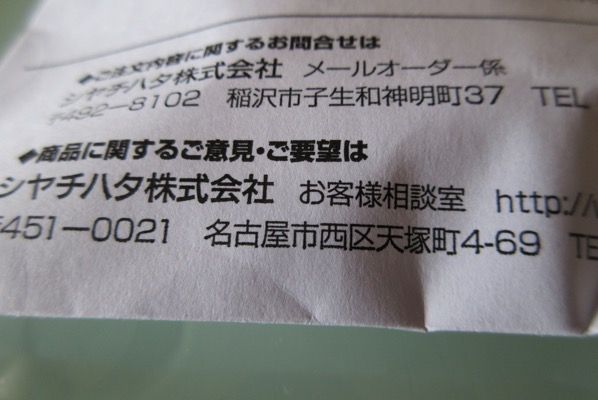 ◆ご注文内容に関するお問合せは
シヤチハタ株式会社 メールオーダー係
〒492-8102 稲沢市子生和神明町37 TEL
◆商品に関するご意見・ご要望は
シヤチハタ株式会社 お客様相談室 http://
〒451-0021 名古屋市西区天塚町4-69 TE